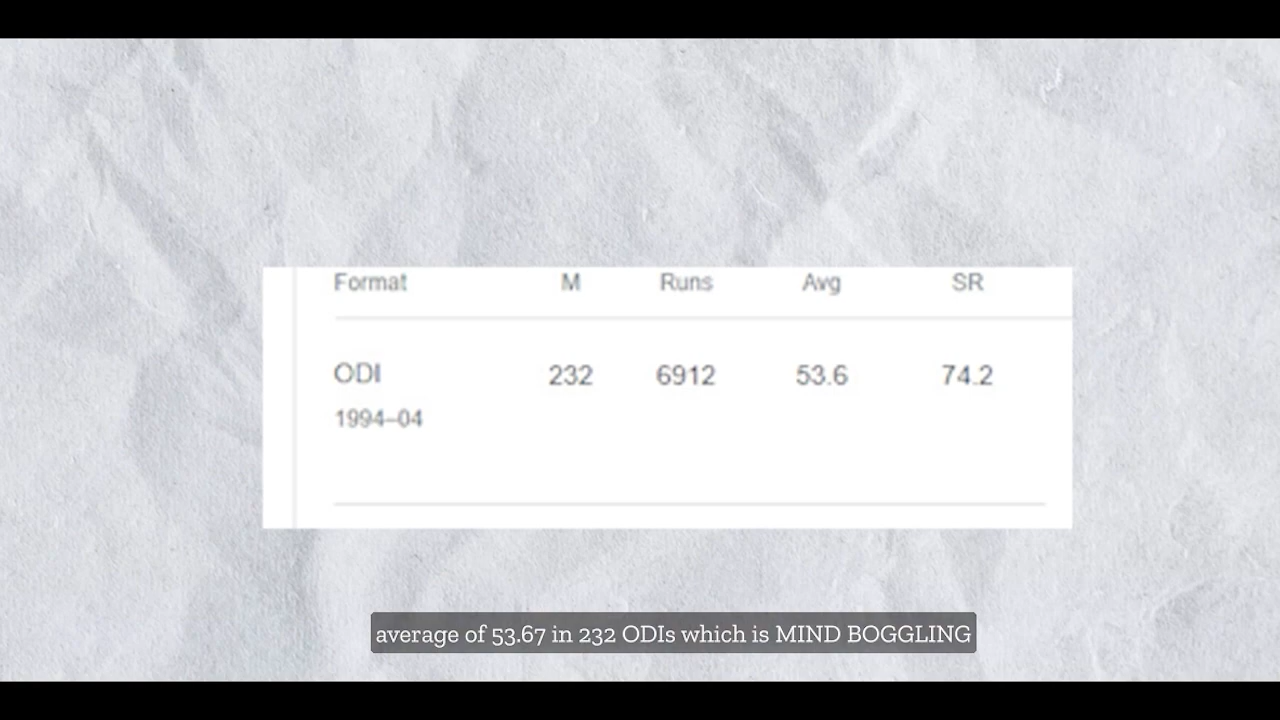 Format M Runs Avg SR
ODI 232 6912 53.6 74.2
1994–04
average of 53.67 in 232 ODIs which is MIND BOGGLING